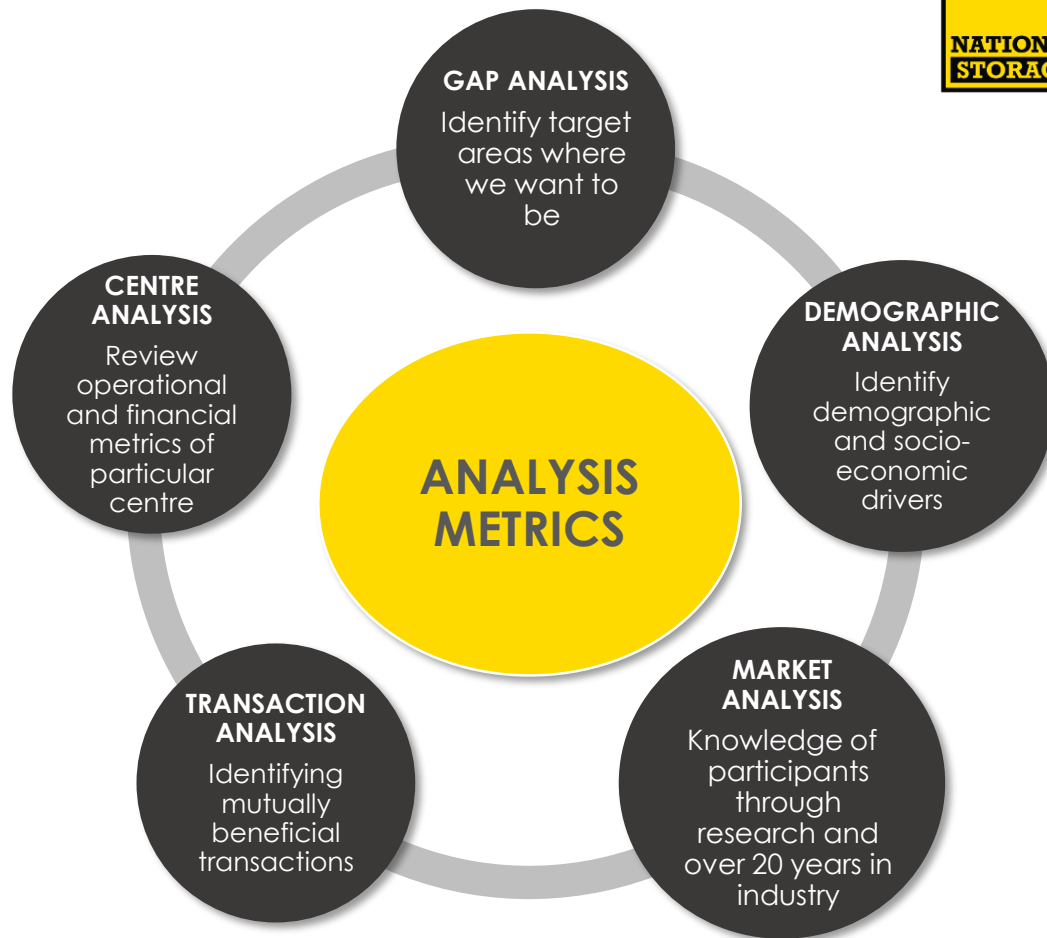 GAP ANALYSIS
Identify target
areas where
we want to
be
CENTRE
ANALYSIS
Review
operational
and financial
metrics of
particular
centre
DEMOGRAPHIC
ANALYSIS
Identify
demographic
and socio-
economic
drivers
ANALYSIS
METRICS
TRANSACTION
ANALYSIS
Identifying
mutually
beneficial
transactions
MARKET
ANALYSIS
Knowledge of
participants
through
research and
over 20 years in
industry